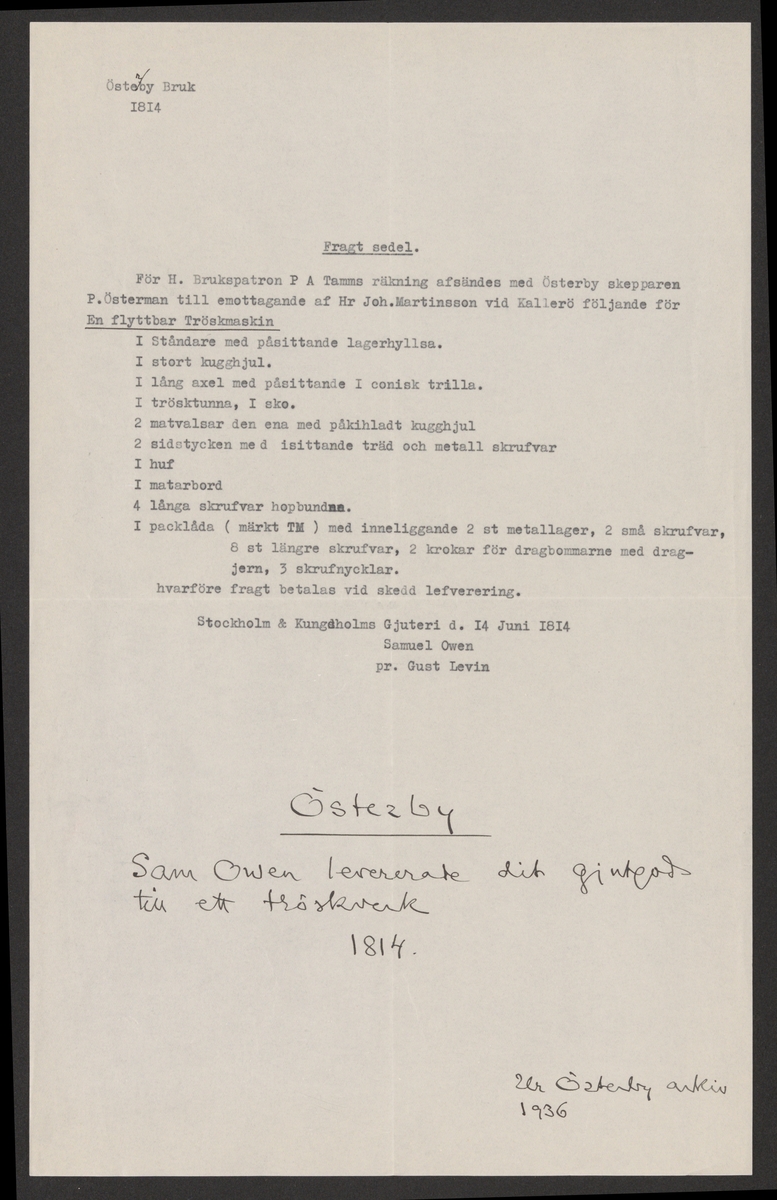 Österby Bruk
I8I4
Fragt sedel.
För H. Brukspatron P A Tamms räkning afsändes med Österby skepparen
P.Österman till emottagande af Hr Joh.Martinsson vid Kallerö följande för
En flyttbar Tröskmaskin
I Ståndare med påsittande lagerhyllsa.
I stort kugghjul.
I lång axel med påsittande I conisk trilla.
I trösktunna, I sko.
2 matvalsar den ena med påkihladt kugghjul
2 sidstycken me d isittande träd och metall skrufvar
I huf
I matarbord
4 långa skrufvar hopbundna.
I packlåda ( märkt TM ) med inneliggande 2 st metallager, 2 små skrufvar,
8 st längre skrufvar, 2 krokar för dragbommarne med drag-
jern, 3 skrufnycklar.
hvarföre fragt betalas vid skedd lefverering.
Stockholm & Kungdholms Gjuteri d. I4 Juni I8I4
Samuel Owen
pr. Gust Levin
Österby
Sam Owen levererate dit gjutgods
till ett tröskverk
1814.
Ur Österby arkiv
1936